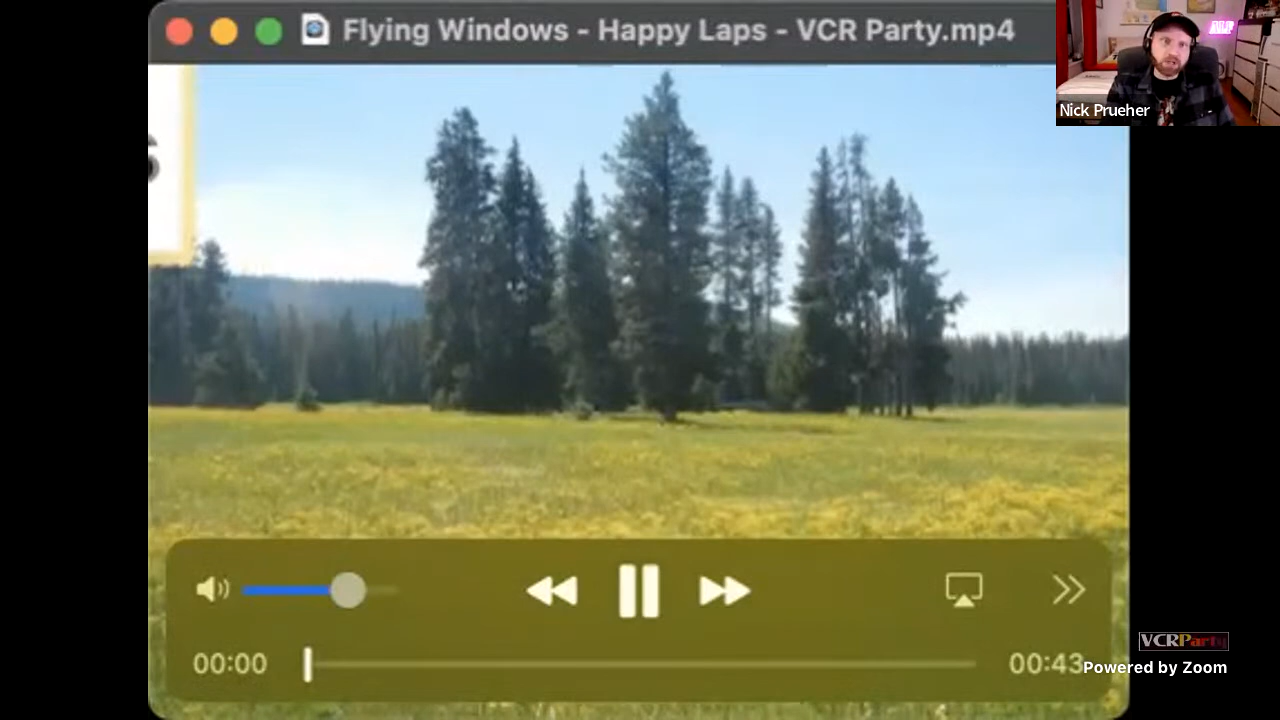 Flying Windows - Happy Laps - VCR Party.mp4
Nick Prueher
00:00
00:43
VCRParty
Powered by Zoom